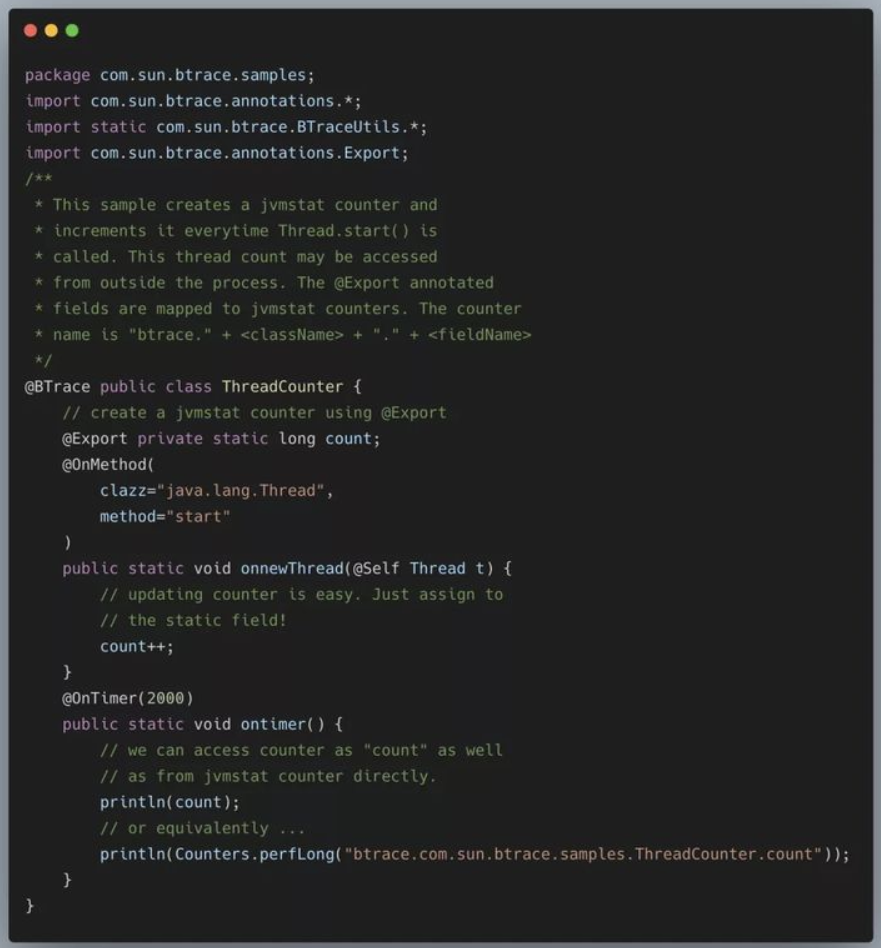 package com.sun.btrace.samples;
import com.sun.btrace.annotations.*;
import static com.sun.btrace.BTraceUtils.*;
import com.sun.btrace.annotations.Export;
/**
 * This sample creates a jvmstat counter and
 * increments it everytime Thread.start() is
 * called. This thread count may be accessed
 * from outside the process. The @Export annotated
 * fields are mapped to jvmstat counters. The counter
 * name is "btrace." + <className> + "." + <fieldName>
 */
@BTrace public class ThreadCounter {
    // create a jvmstat counter using @Export
    @Export private static long count;
    @OnMethod(
        clazz="java.lang.Thread",
        method="start"
    )
    public static void onnewThread(@Self Thread t) {
        // updating counter is easy. Just assign to
        // the static field!
        count++;
    }
    @OnTimer(2000)
    public static void ontimer() {
        // we can access counter as "count" as well
        // as from jvmstat counter directly.
        println(count);
        // or equivalently ...
        println(Counters.perfLong("btrace.com.sun.btrace.samples.ThreadCounter.count"));
    }
}